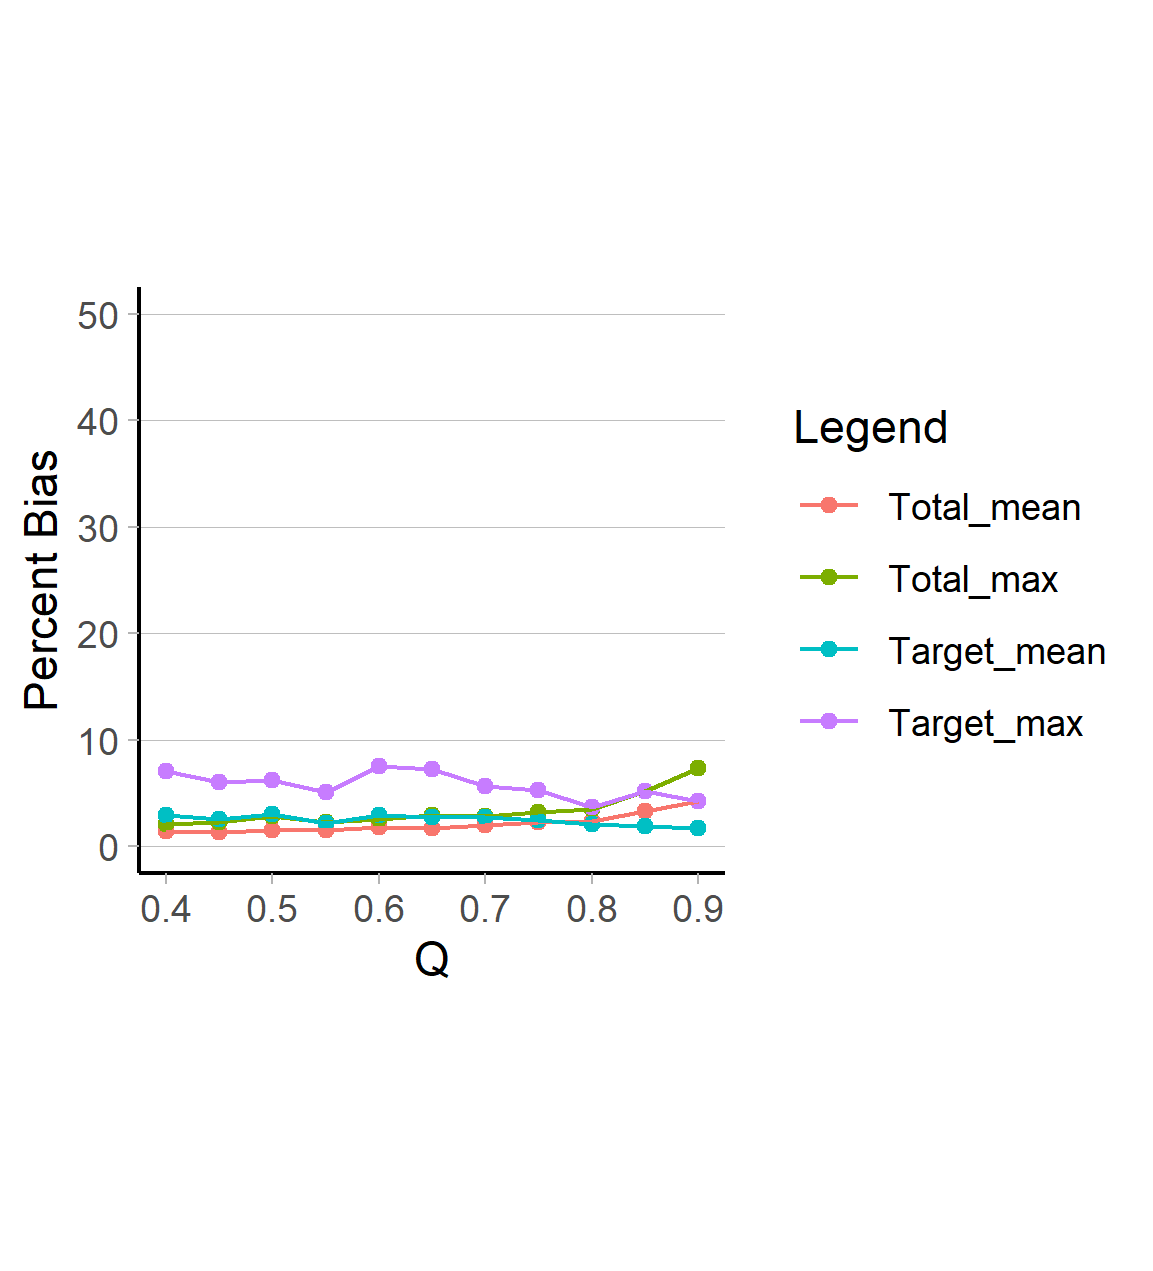 Percent Bias
50
40
30
20
10
0
0.4 0.5 0.6 0.7 0.8 0.9
Q
Legend
Total_mean
Total_max
Target_mean
Target_max